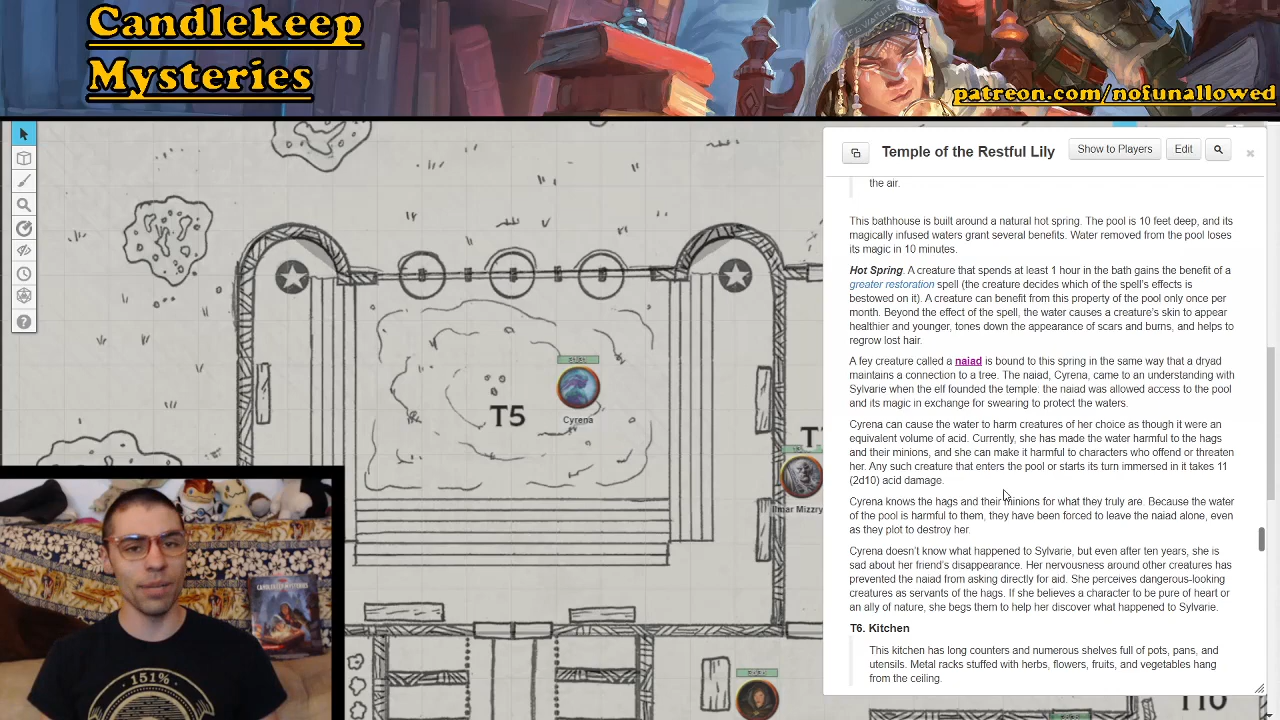 Candlekeep
Mysteries
patreon.com/nofunallowed
Temple of the Restful Lily
Show to Players
Edit
the air.
This bathhouse is built around a natural hot spring. The pool is 10 feet deep, and its
magically infused waters grant several benefits. Water removed from the pool loses
its magic in 10 minutes.
Hot Spring. A creature that spends at least 1 hour in the bath gains the benefit of a
greater restoration spell (the creature decides which of the spell's effects is
bestowed on it). A creature can benefit from this property of the pool only once per
month. Beyond the effect of the spell, the water causes a creature's skin to appear
healthier and younger, tones down the appearance of scars and burns, and helps to
regrow lost hair.
A fey creature called a naiad is bound to this spring in the same way that a dryad
maintains a connection to a tree. The naiad, Cyrena, came to an understanding with
Sylvarie when the elf founded the temple: the naiad was allowed access to the pool
and its magic in exchange for swearing to protect the waters.
Cyrena can cause the water to harm creatures of her choice as though it were an
equivalent volume of acid. Currently, she has made the water harmful to the hags
and their minions, and she can make it harmful to characters who offend or threaten
her. Any such creature that enters the pool or starts its turn immersed in it takes 11
(2d10) acid damage.
Cyrena knows the hags and their minions for what they truly are. Because the water
of the pool is harmful to them, they have been forced to leave the naiad alone, even
as they plot to destroy her.
Cyrena doesn't know what happened to Sylvarie, but even after ten years, she is
sad about her friend's disappearance. Her nervousness around other creatures has
prevented the naiad from asking directly for aid. She perceives dangerous-looking
creatures as servants of the hags. If she believes a character to be pure of heart or
an ally of nature, she begs them to help her discover what happened to Sylvarie.
T6. Kitchen
This kitchen has long counters and numerous shelves full of pots, pans, and
utensils. Metal racks stuffed with herbs, flowers, fruits, and vegetables hang
from the ceiling.
T5
Cyrena
Ilmar Mizzry
151%